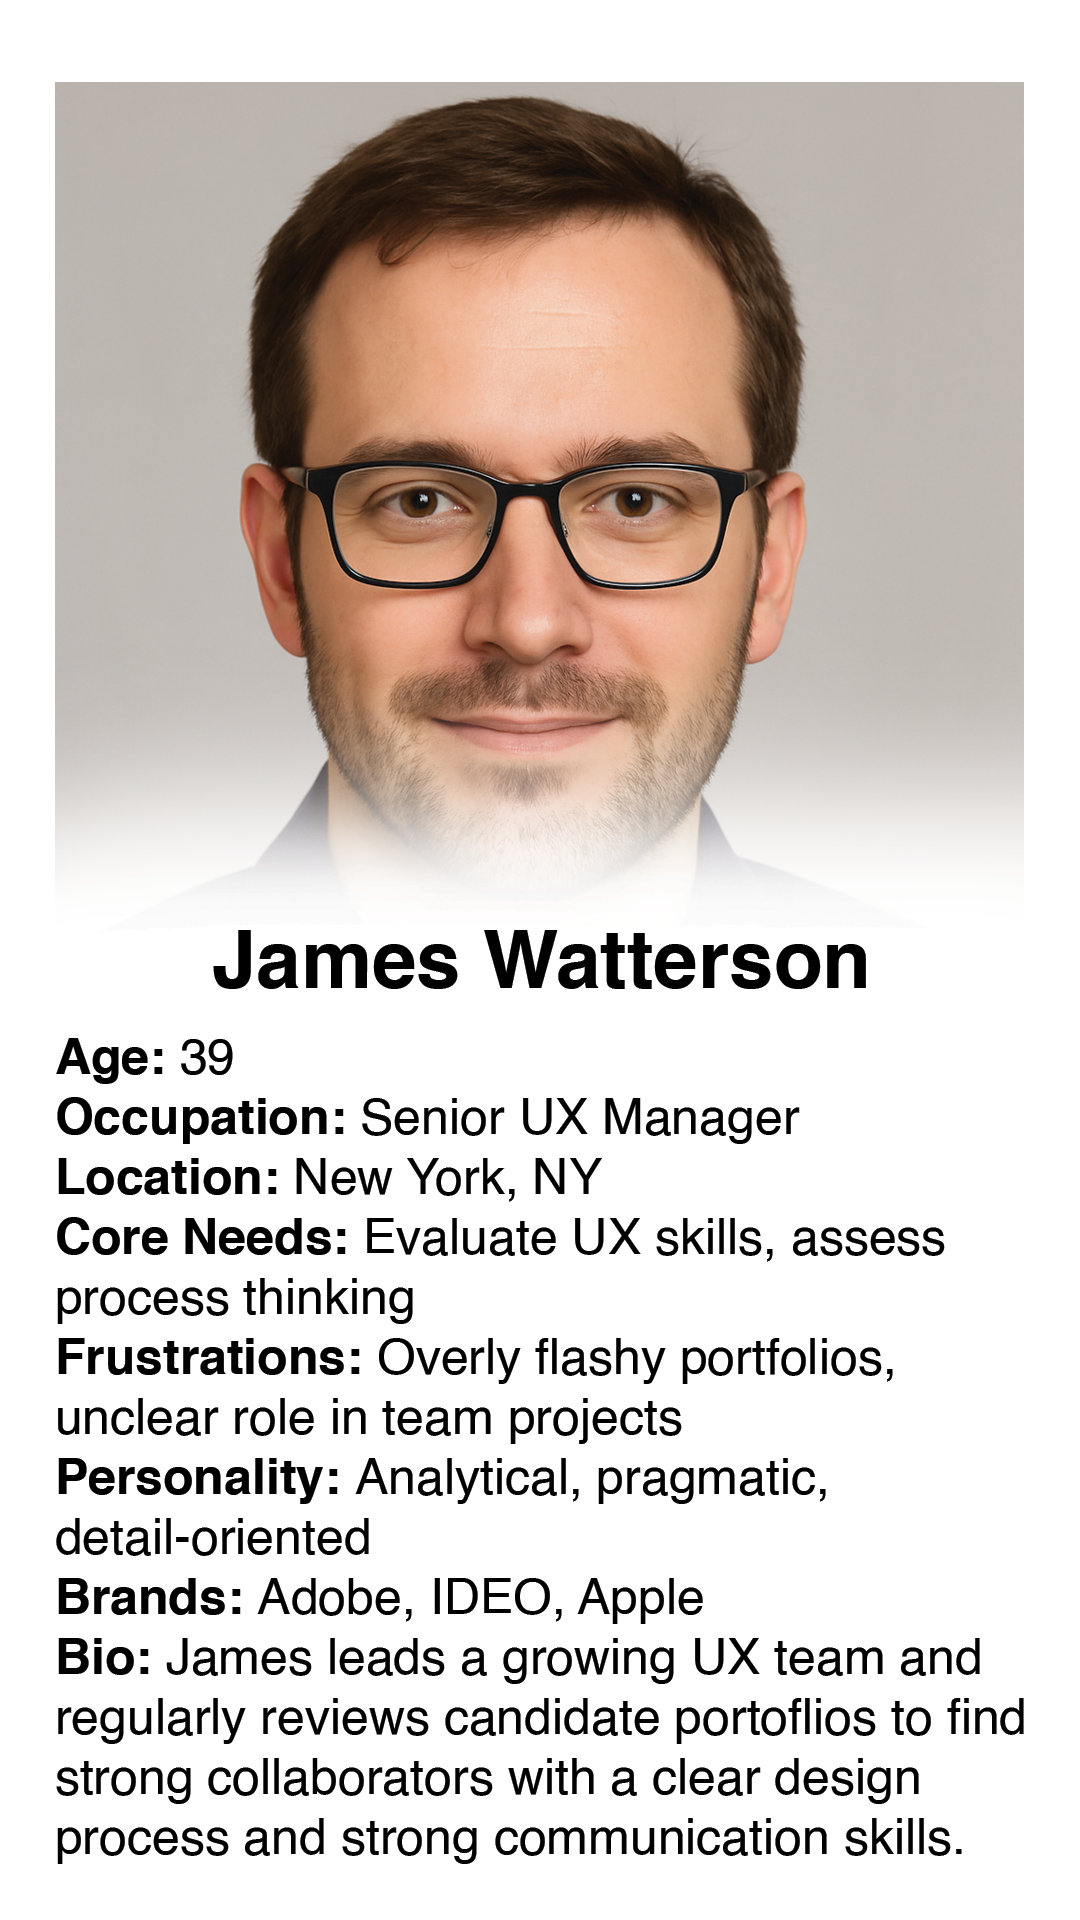 James Watterson
Age: 39
Occupation: Senior UX Manager
Location: New York, NY
Core Needs: Evaluate UX skills, assess
process thinking
Frustrations: Overly flashy portfolios,
unclear role in team projects
Personality: Analytical, pragmatic,
detail-oriented
Brands: Adobe, IDEO, Apple
Bio: James leads a growing UX team and
regularly reviews candidate portoflios to find
strong collaborators with a clear design
process and strong communication skills.